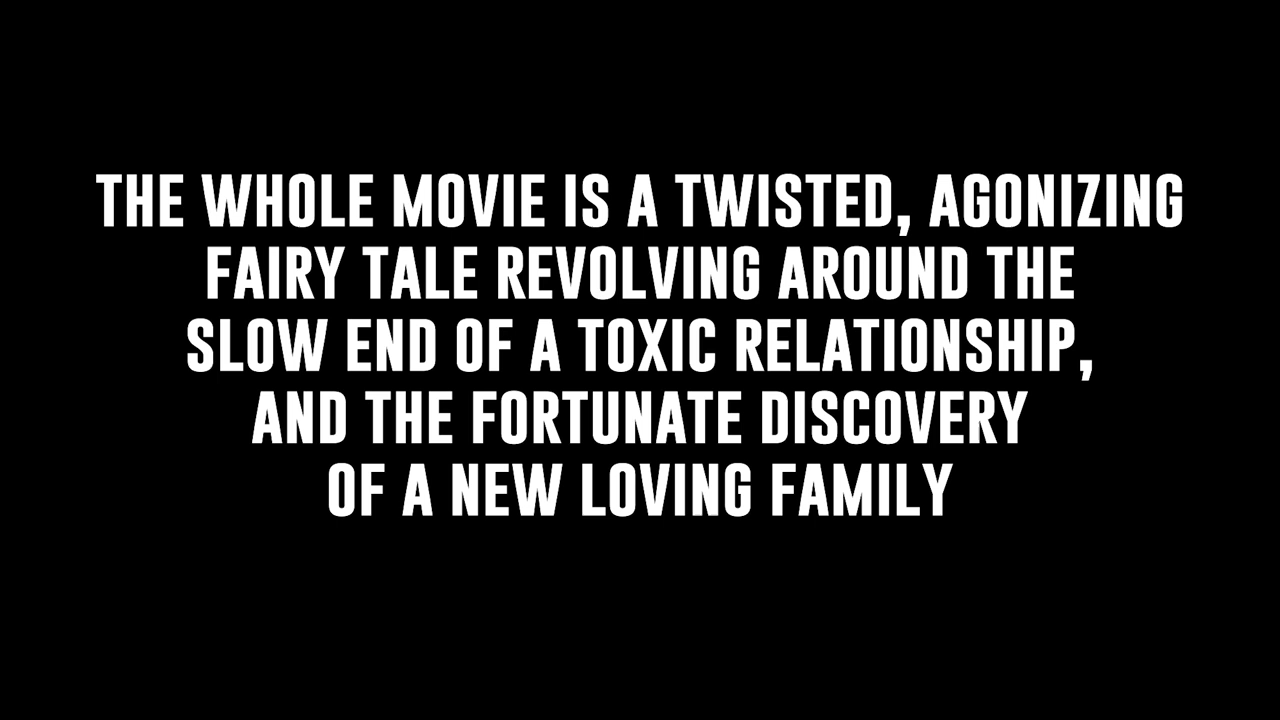 THE WHOLE MOVIE IS A TWISTED, AGONIZING
FAIRY TALE REVOLVING AROUND THE
SLOW END OF A TOXIC RELATIONSHIP,
AND THE FORTUNATE DISCOVERY
OF A NEW LOVING FAMILY